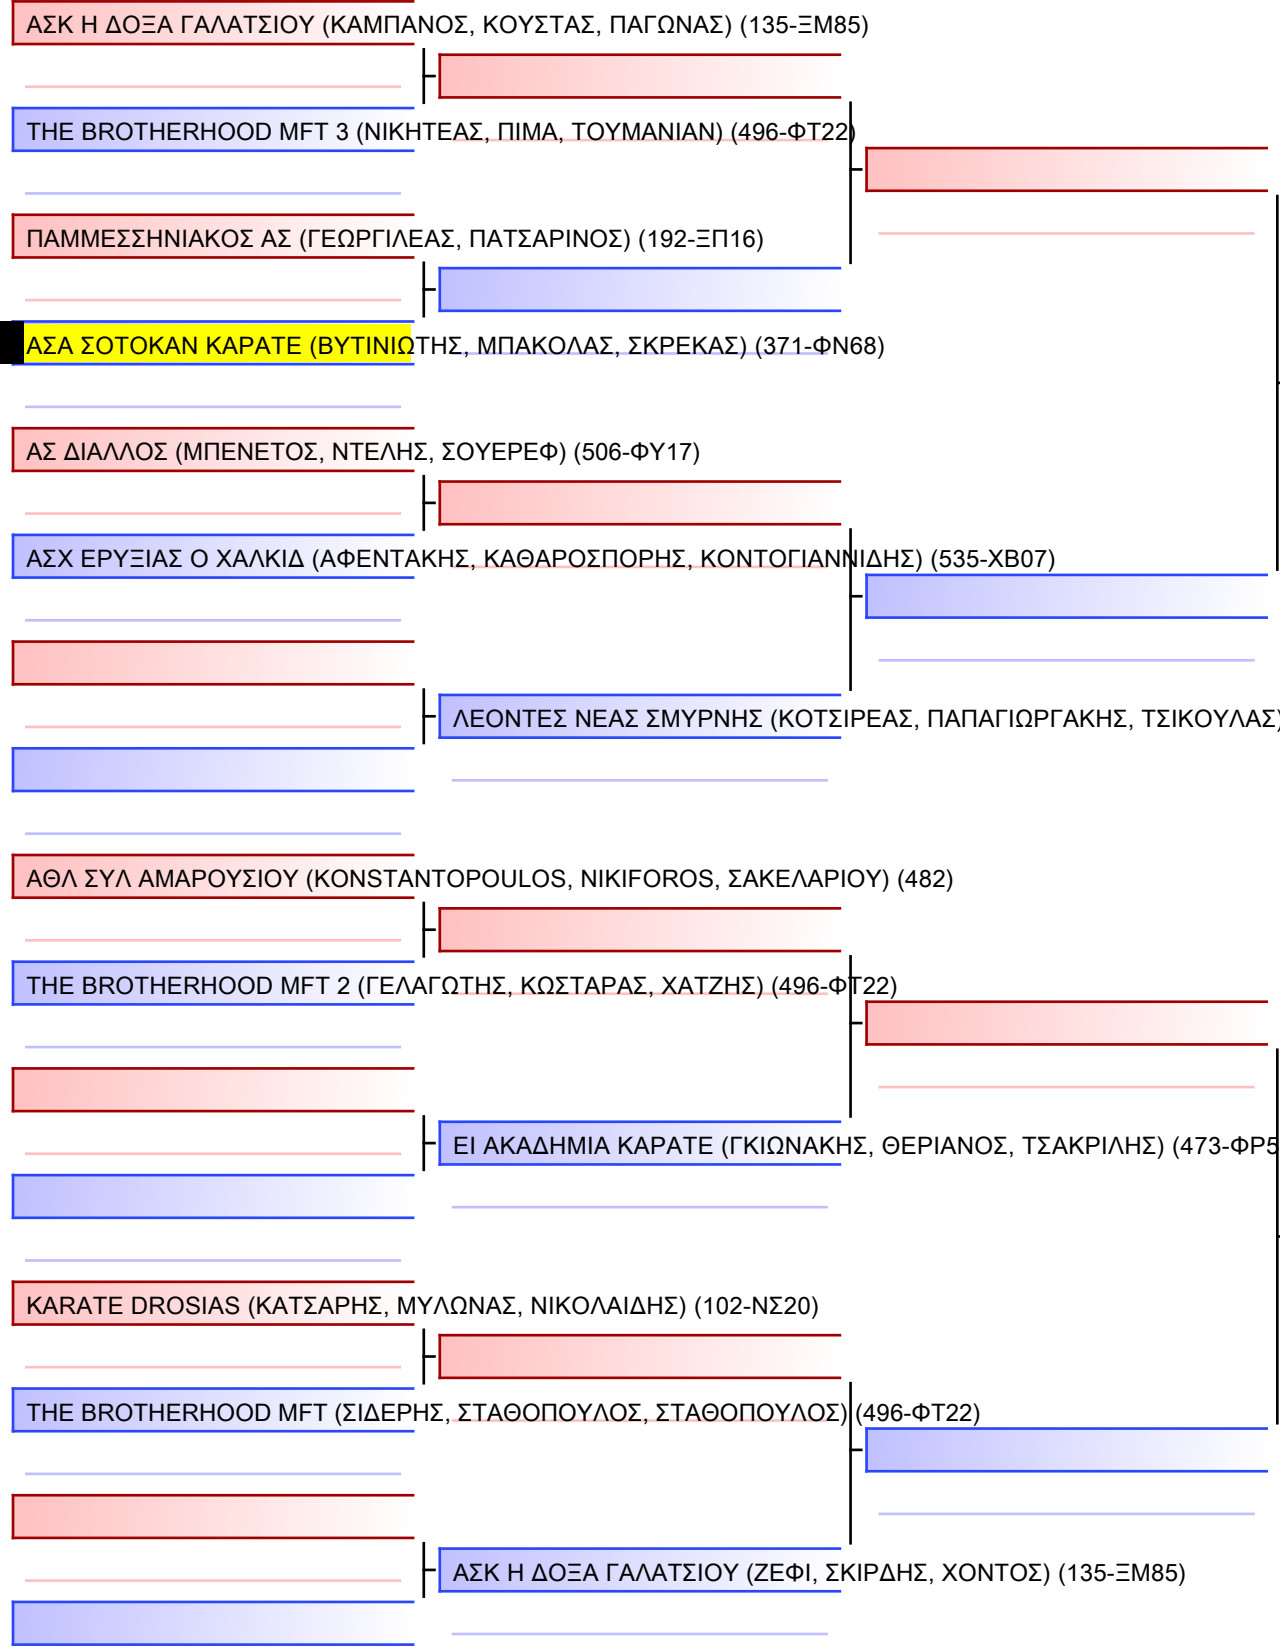 ΑΣΚ Η ΔΟΞΑ ΓΑΛΑΤΣΙΟΥ (ΚΑΜΠΑΝΟΣ, ΚΟΥΣΤΑΣ, ΠΑΓΩΝΑΣ) (135-ΞΜ85)
THE BROTHERHOOD MFT 3 (ΝΙΚΗΤΕΑΣ, ΠΙΜΑ, ΤΟΥΜΑΝΙΑΝ) (496-ΦΤ22)
ΠΑΜΜΕΣΣΗΝΙΑΚΟΣ ΑΣ (ΓΕΩΡΓΙΛΕΑΣ, ΠΑΤΣΑΡΙΝΟΣ) (192-ΞΠ16)
ΑΣΑ ΣΟΤΟΚΑΝ ΚΑΡΑΤΕ (ΒΥΤΙΝΙΩΤΗΣ, ΜΠΑΚΟΛΑΣ, ΣΚΡΕΚΑΣ) (371-ΦΝ68)
ΑΣ ΔΙΑΛΛΟΣ (ΜΠΕΝΕΤΟΣ, ΝΤΕΛΗΣ, ΣΟΥΕΡΕΦ) (506-ΦΥ17)
ΑΣΧ ΕΡΥΞΙΑΣ Ο ΧΑΛΚΙΔ (ΑΦΕΝΤΑΚΗΣ, ΚΑΘΑΡΟΣΠΟΡΗΣ, ΚΟΝΤΟΓΙΑΝΝΙΔΗΣ) (535-ΧΒ07)
ΛΕΟΝΤΕΣ ΝΕΑΣ ΣΜΥΡΝΗΣ (ΚΟΤΣΙΡΕΑΣ, ΠΑΠΑΓΙΩΡΓΑΚΗΣ, ΤΣΙΚΟΥΛΑΣ)
ΑΘΛ ΣΥΛ ΑΜΑΡΟΥΣΙΟΥ (KONSTANTOPOULOS, NIKIFOROS, ΣΑΚΕΛΑΡΙΟΥ) (482)
THE BROTHERHOOD MFT 2 (ΓΕΛΑΓΩΤΗΣ, ΚΩΣΤΑΡΑΣ, ΧΑΤΖΗΣ) (496-ΦΤ22)
ΕΙ ΑΚΑΔΗΜΙΑ ΚΑΡΑΤΕ (ΓΚΙΩΝΑΚΗΣ, ΘΕΡΙΑΝΟΣ, ΤΣΑΚΡΙΛΗΣ) (473-ΦΡ5
KARATE DROSIAS (ΚΑΤΣΑΡΗΣ, ΜΥΛΩΝΑΣ, ΝΙΚΟΛΑΙΔΗΣ) (102-ΝΣ20)
THE BROTHERHOOD MFT (ΣΙΔΕΡΗΣ, ΣΤΑΘΟΠΟΥΛΟΣ, ΣΤΑΘΟΠΟΥΛΟΣ) (496-ΦΤ22)
ΑΣΚ Η ΔΟΞΑ ΓΑΛΑΤΣΙΟΥ (ΖΕΦΙ, ΣΚΙΡΔΗΣ, ΧΟΝΤΟΣ) (135-ΞΜ85)